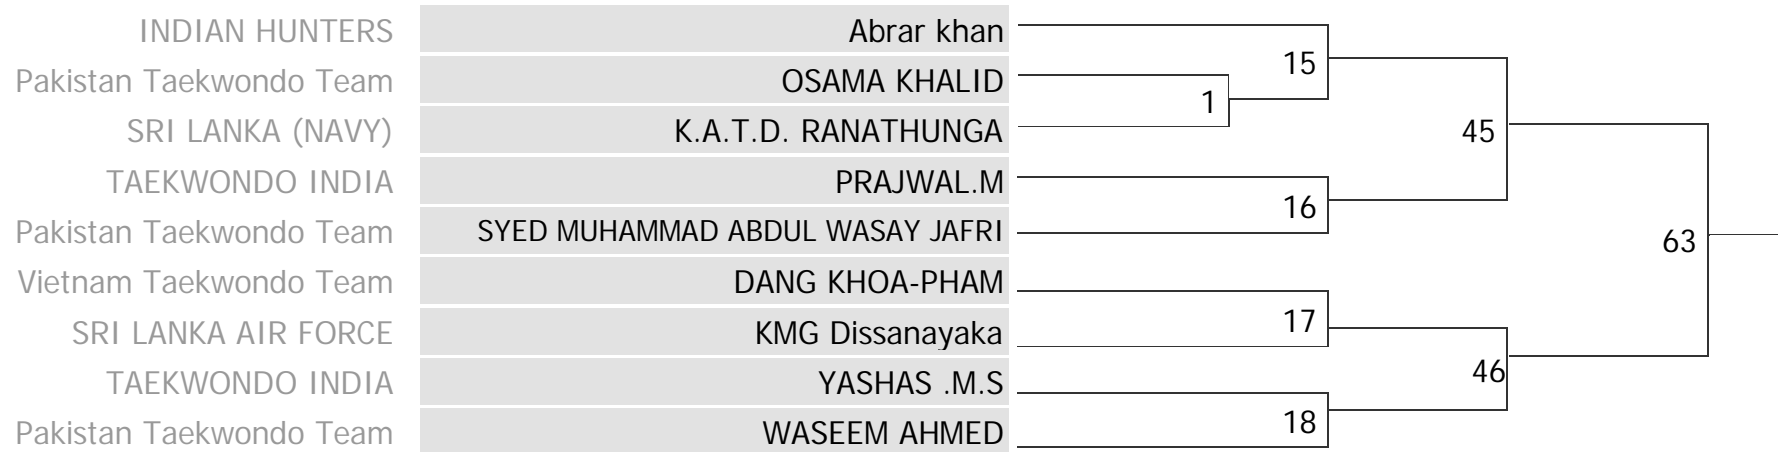 INDIAN HUNTERS Abrar khan
15
Pakistan Taekwondo Team OSAMA KHALID
1
SRI LANKA (NAVY) K.A.T.D. RANATHUNGA
45
TAEKWONDO INDIA PRAJWAL.M
16
Pakistan Taekwondo Team SYED MUHAMMAD ABDUL WASAY JAFRI
63
Vietnam Taekwondo Team DANG KHOA-PHAM
17
SRI LANKA AIR FORCE KMG Dissanayaka
46
TAEKWONDO INDIA YASHAS .M.S
18
Pakistan Taekwondo Team WASEEM AHMED